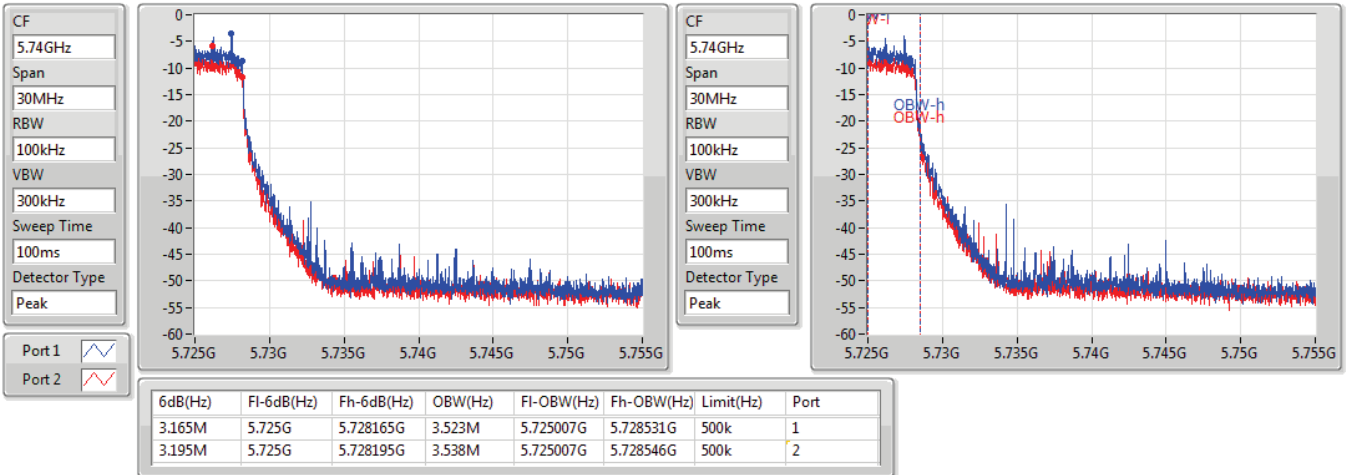 CF
5.74GHz
Span
30MHz
RBW
100kHz
VBW
300kHz
Sweep Time
100ms
Detector Type
Peak
Port 1
Port 2
0
-5
-10
-15
-20
-25
-30
-35
-40
-45
-50
-55
-60
5.725G 5.73G 5.735G 5.74G 5.745G 5.75G 5.755G
CF
5.74GHz
Span
30MHz
RBW
100kHz
VBW
300kHz
Sweep Time
100ms
Detector Type
Peak
0
-5
-10
-15
-20
-25
-30
-35
-40
-45
-50
-55
-60
OBW-h
OBW-h
5.725G 5.73G 5.735G 5.74G 5.745G 5.75G 5.755G
6dB(Hz) Fl-6dB(Hz) Fh-6dB(Hz) OBW(Hz) Fl-OBW(Hz) Fh-OBW(Hz) Limit(Hz) Port
3.165M 5.725G 5.728165G 3.523M 5.725007G 5.728531G 500k 1
3.195M 5.725G 5.728195G 3.538M 5.725007G 5.728546G 500k 2